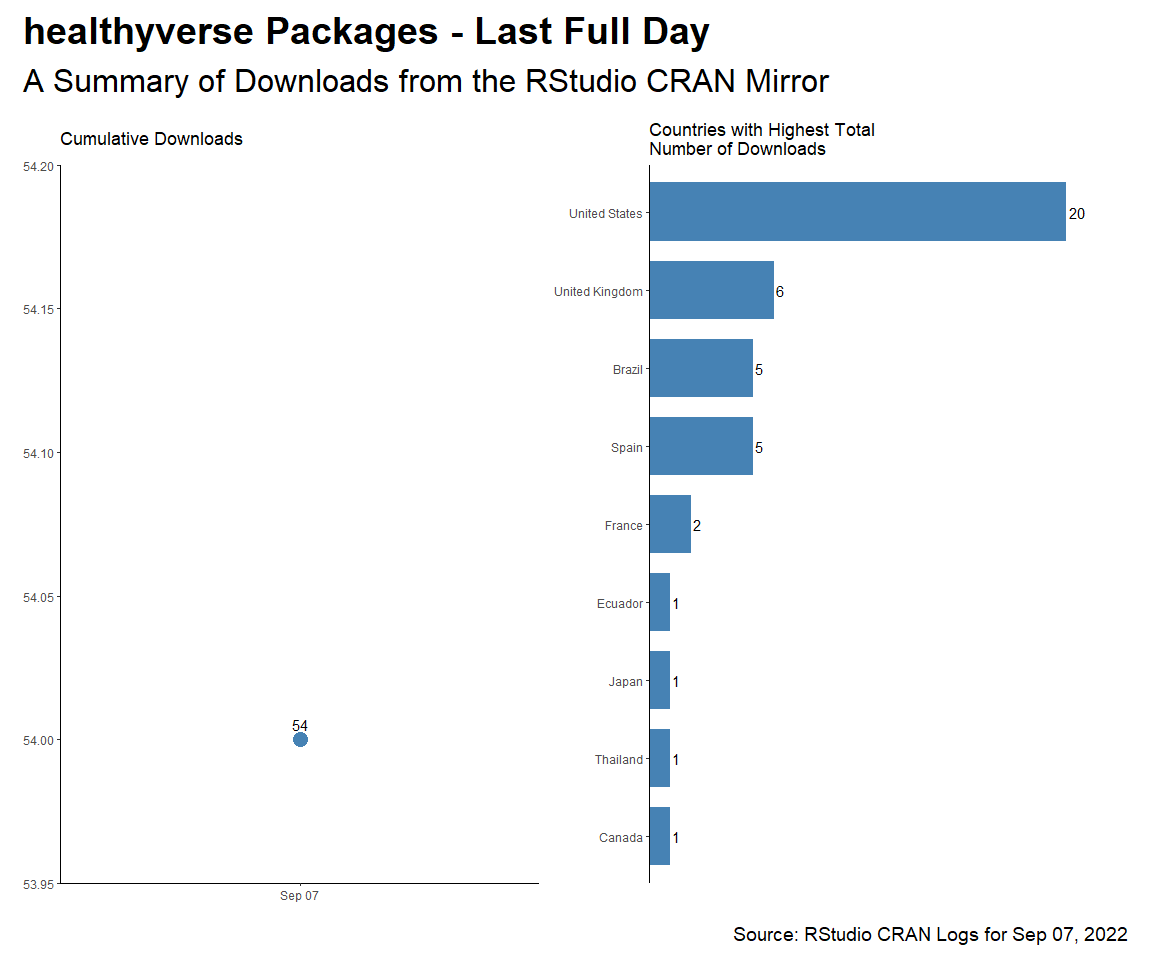 healthyverse Packages - Last Full Day
A Summary of Downloads from the RStudio CRAN Mirror
Cumulative Downloads
54.20
54.15
54.10
54.05
54.00
53.95
54
Sep 07
Countries with Highest Total
Number of Downloads
United States 20
United Kingdom 6
Brazil 5
Spain 5
France 2
Ecuador 1
Japan 1
Thailand 1
Canada 1
Source: RStudio CRAN Logs for Sep 07, 2022